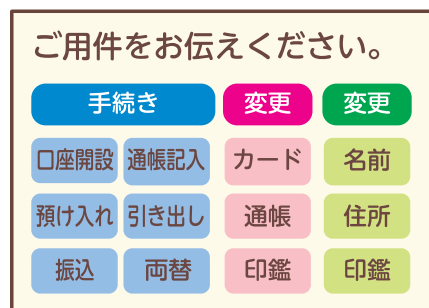 ご用件をお伝えください。
手続き 変更 変更
口座開設 通帳記入 カード 名前
預け入れ 引き出し 通帳 住所
振込 両替 印鑑 印鑑